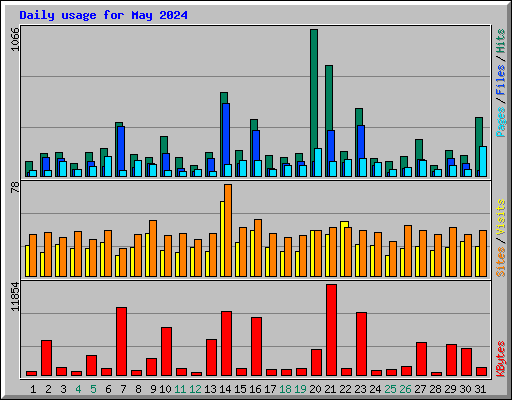 Daily usage for May 2024
1066
Pages / Files / Hits
78
Sites / Visits
11854
KBytes
1 2 3 4 5 6 7 8 9 10 11 12 13 14 15 16 17 18 19 20 21 22 23 24 25 26 27 28 29 30 31